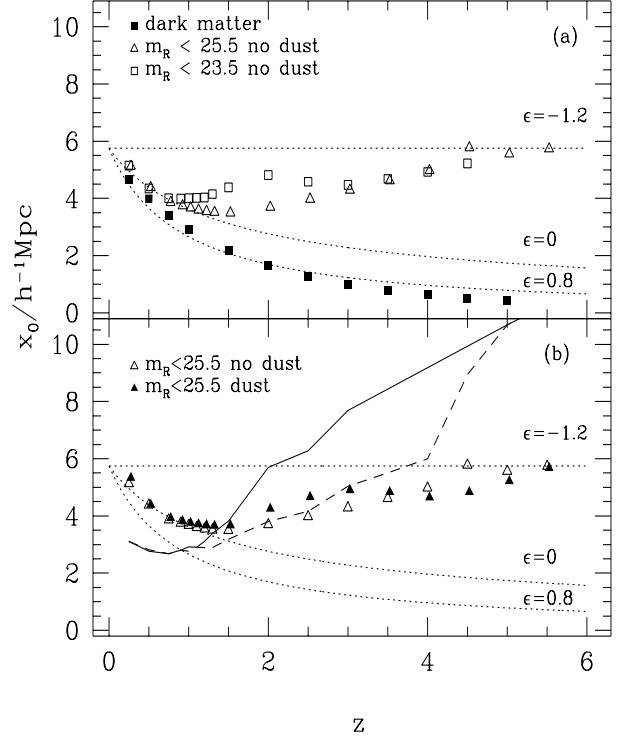 10
8
6
4
2
0
dark matter
m_R < 25.5 no dust
m_R < 23.5 no dust
(a)
ϵ=-1.2
ϵ=0
ϵ=0.8
x₀/h⁻¹Mpc
10
8
6
4
2
0
m_R<25.5 no dust
m_R<25.5 dust
(b)
ϵ=-1.2
ϵ=0
ϵ=0.8
0 2 4 6
z